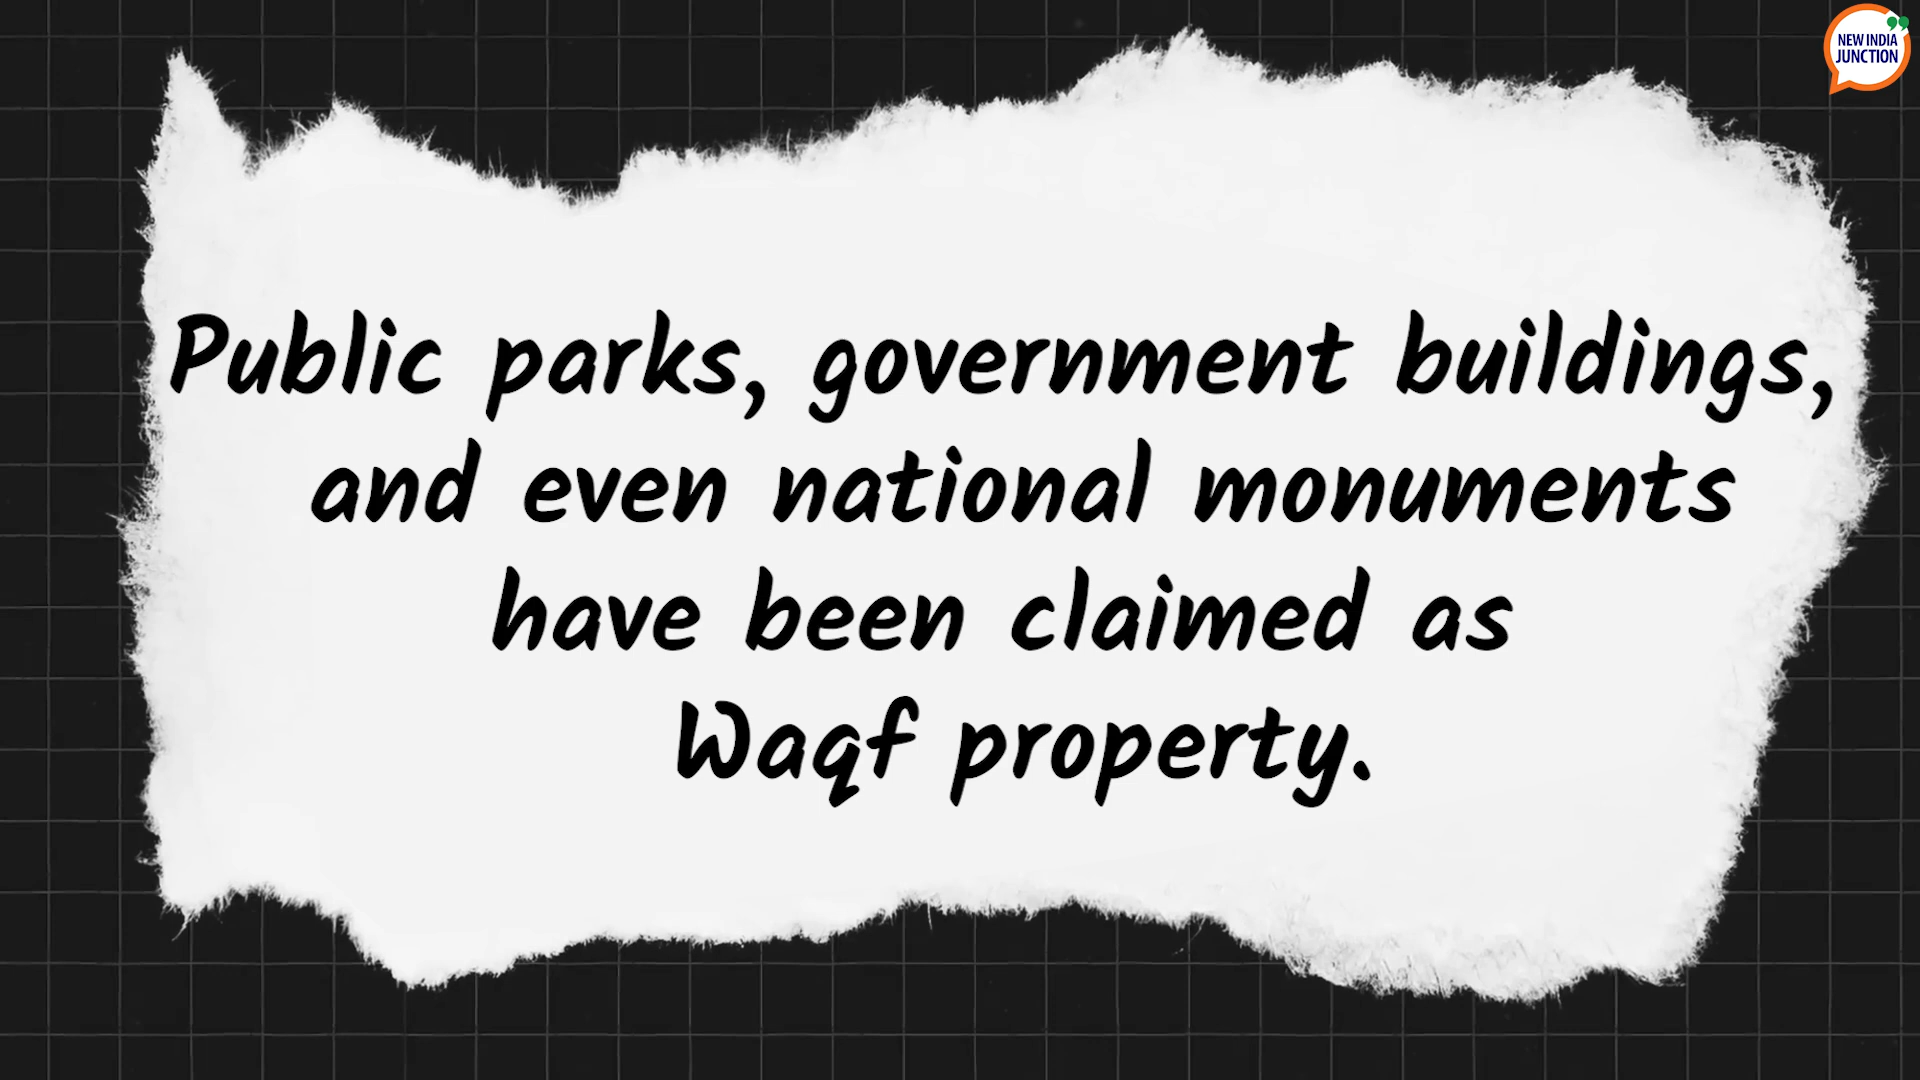 NEW INDIA
JUNCTION
Public parks, government buildings,
and even national monuments
have been claimed as
Waqf property.